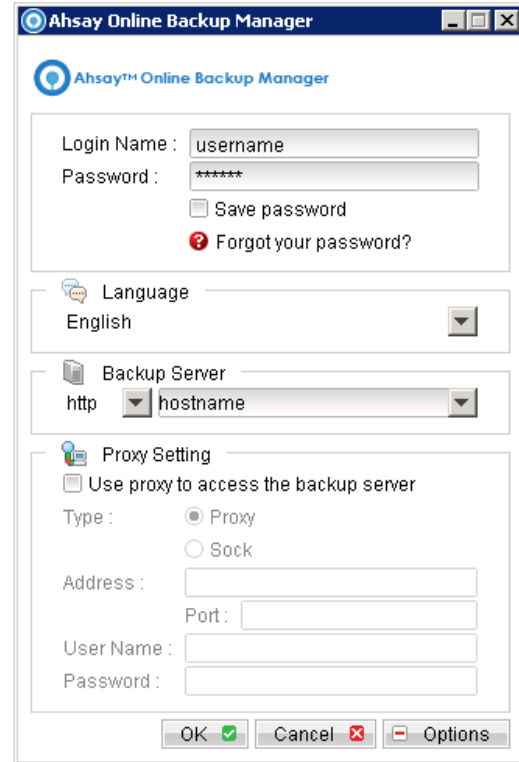 Ahsay Online Backup Manager
Ahsay™ Online Backup Manager
Login Name : username
Password : ******
Save password
Forgot your password?
Language
English
Backup Server
http hostname
Proxy Setting
Use proxy to access the backup server
Type : Proxy
Sock
Address :
Port :
User Name :
Password :
OK Cancel Options